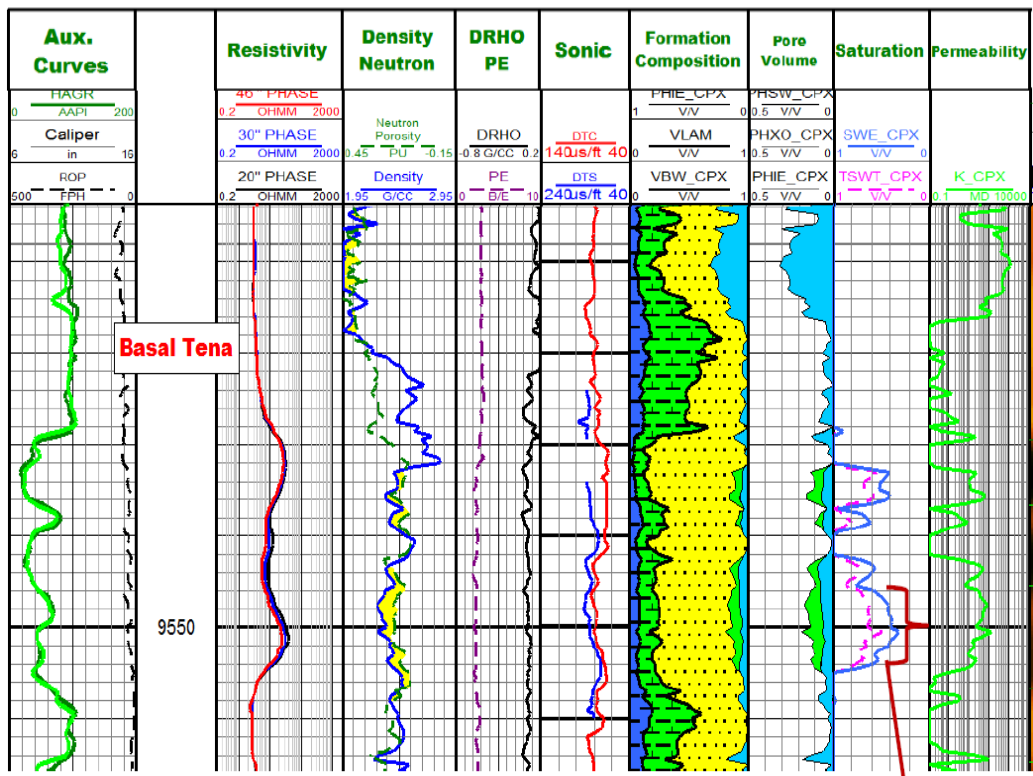 Aux.
Curves
Resistivity
Density
Neutron
DRHO
PE
Sonic
Formation
Composition
Pore
Volume
Saturation
Permeability
HAGR
0 AAPI 200
Caliper
6 in 16
ROP
500 FPH 0
46" PHASE
0.2 OHMM 2000
30" PHASE
0.2 OHMM 2000
20" PHASE
0.2 OHMM 2000
Neutron
Porosity
0.45 PU -0.15
Density
1.95 G/CC 2.95
DRHO
-0.8 G/CC 0.2
PE
0 B/E 10
DTC
140us/ft 40
DTS
240us/ft 40
PHIE_CPX
1 V/V 0
VLAM
0 V/V 1
VBW_CPX
0 V/V 1
PHSW_CPX
0.5 V/V 0
PHXO_CPX
0.5 V/V 0
PHIE_CPX
0.5 V/V 0
SWE_CPX
1 V/V 0
TSWT_CPX
1 V/V 0
K_CPX
0.1 MD 10000
Basal Tena
9550